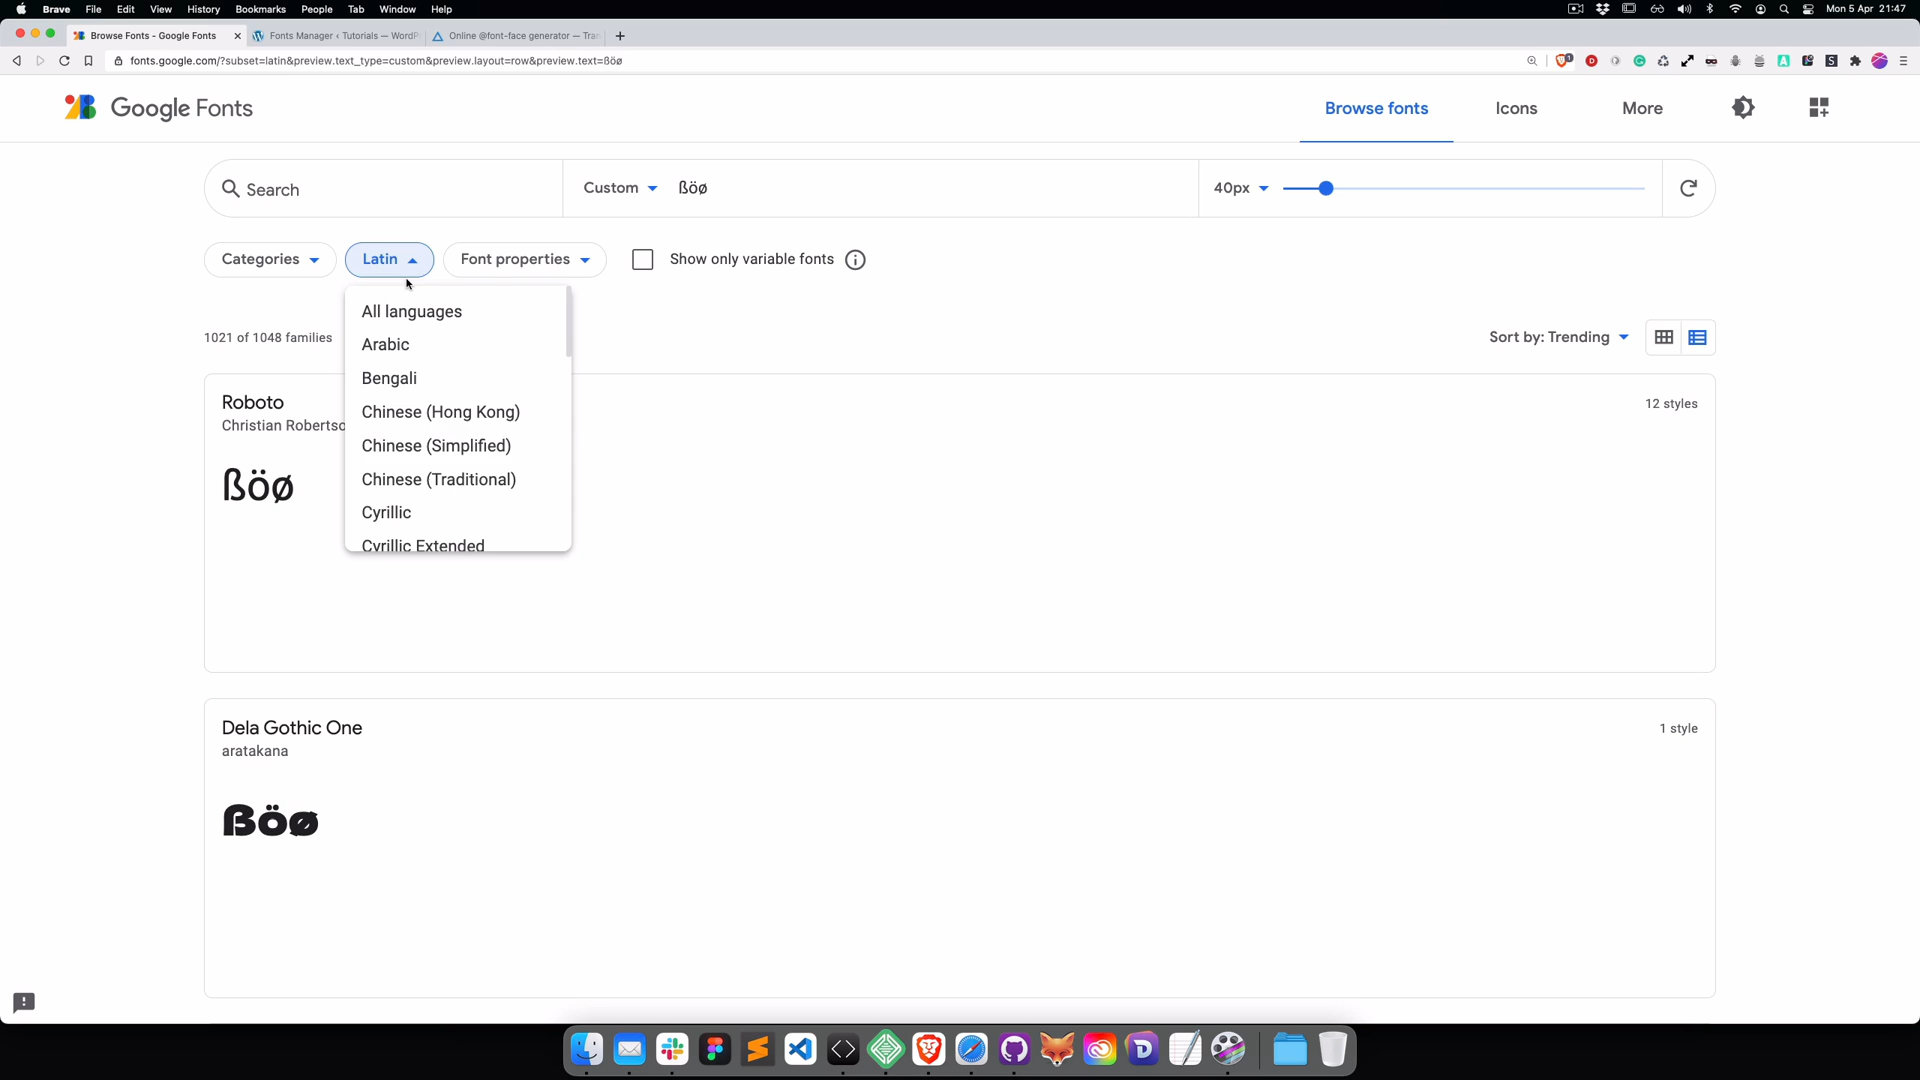 Brave File Edit View History Bookmarks People Tab Window Help Mon 5 Apr 21:47
Browse Fonts - Google Fonts Fonts Manager ‹ Tutorials — WordP Online @font-face generator — Tran
fonts.google.com/?subset=latin&preview.text_type=custom&preview.layout=row&preview.text=ßöø
Google Fonts Browse fonts Icons More
Search Custom ßöø 40px
Categories Latin Font properties Show only variable fonts
All languages
1021 of 1048 families Sort by: Trending
Arabic
Bengali
Chinese (Hong Kong)
Chinese (Simplified)
Chinese (Traditional)
Cyrillic
Cyrillic Extended
Roboto 12 styles
Christian Robertso
ßöø
Dela Gothic One 1 style
aratakana
ßöø